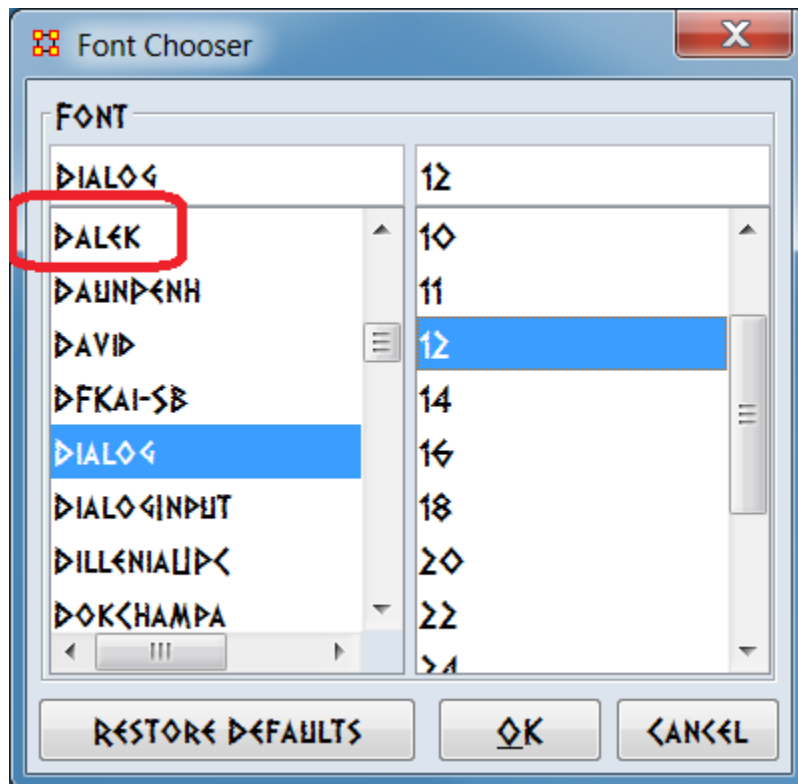 Font Chooser
FONT
DIALOG
12
DALEK
DAUNPENH
DAVID
DFKAI-SB
DIALOG
DIALOGINPUT
DILLENIAUPC
DOKCHAMPA
10
11
12
14
16
18
20
22
24
RESTORE DEFAULTS
OK
CANCEL